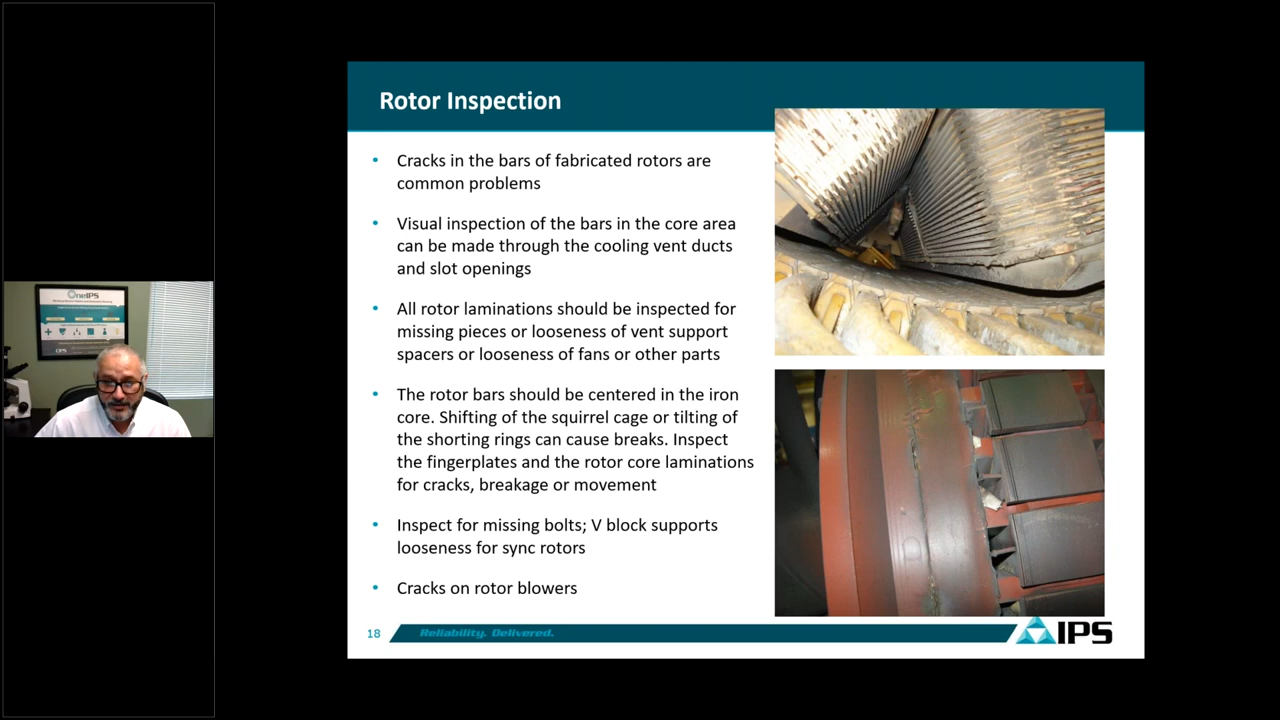 Rotor Inspection
• Cracks in the bars of fabricated rotors are
common problems
• Visual inspection of the bars in the core area
can be made through the cooling vent ducts
and slot openings
• All rotor laminations should be inspected for
missing pieces or looseness of vent support
spacers or looseness of fans or other parts
• The rotor bars should be centered in the iron
core. Shifting of the squirrel cage or tilting of
the shorting rings can cause breaks. Inspect
the fingerplates and the rotor core laminations
for cracks, breakage or movement
• Inspect for missing bolts; V block supports
looseness for sync rotors
• Cracks on rotor blowers
18
Reliability. Delivered.
IPS
OneIPS
IPS